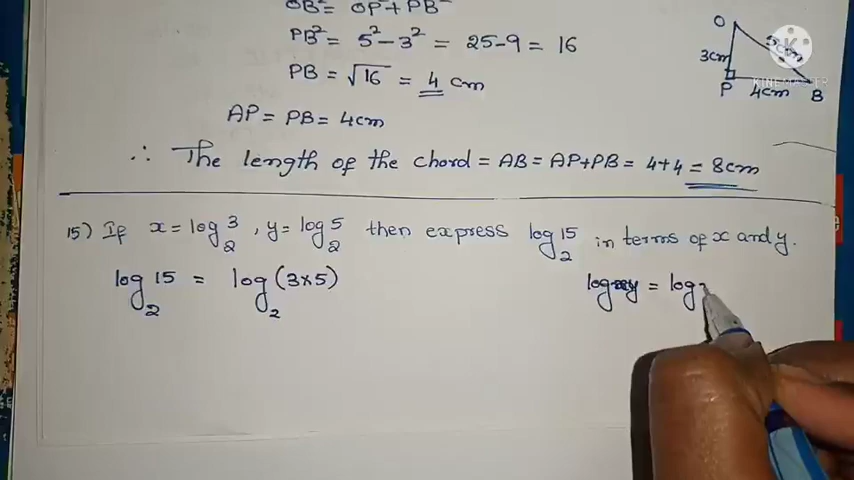 OB² = OP² + PB²
PB² = 5² - 3² = 25 - 9 = 16
PB = √16 = 4 cm
AP = PB = 4cm
∴ The length of the chord = AB = AP+PB = 4+4 = 8cm
O
3cm
5cm
P 4cm B
KINEMASTER
15) If x = log₂3, y = log₂5 then express log₂15 in terms of x and y.
log₂15 = log₂(3×5)
log xy = log